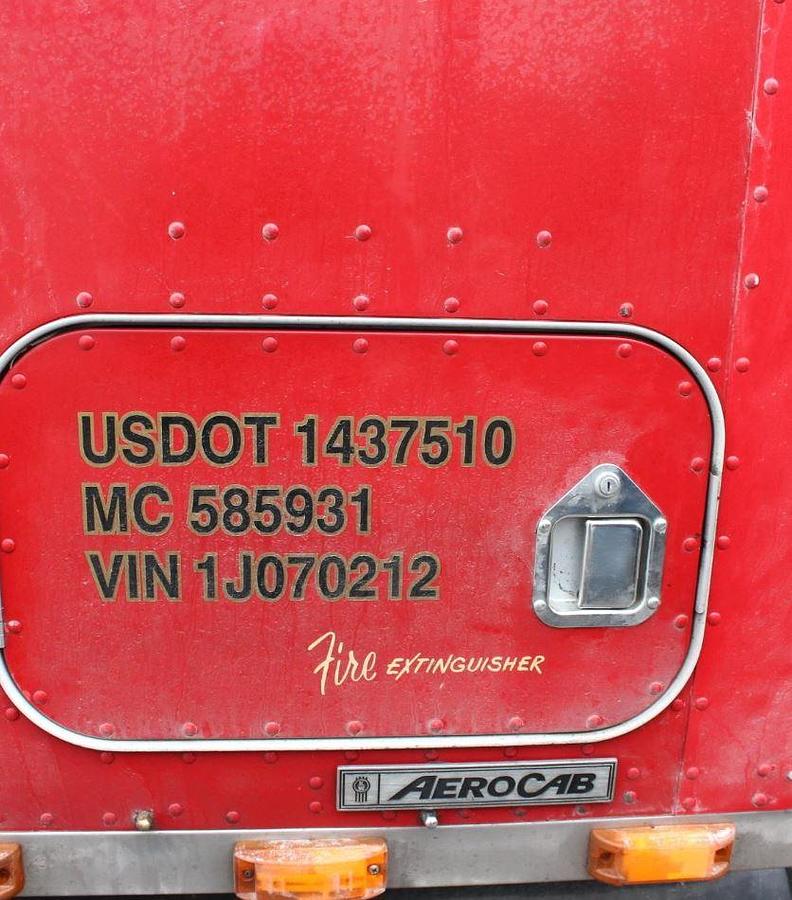 USDOT 1437510
MC 585931
VIN 1J070212
Fire EXTINGUISHER
AEROCAB